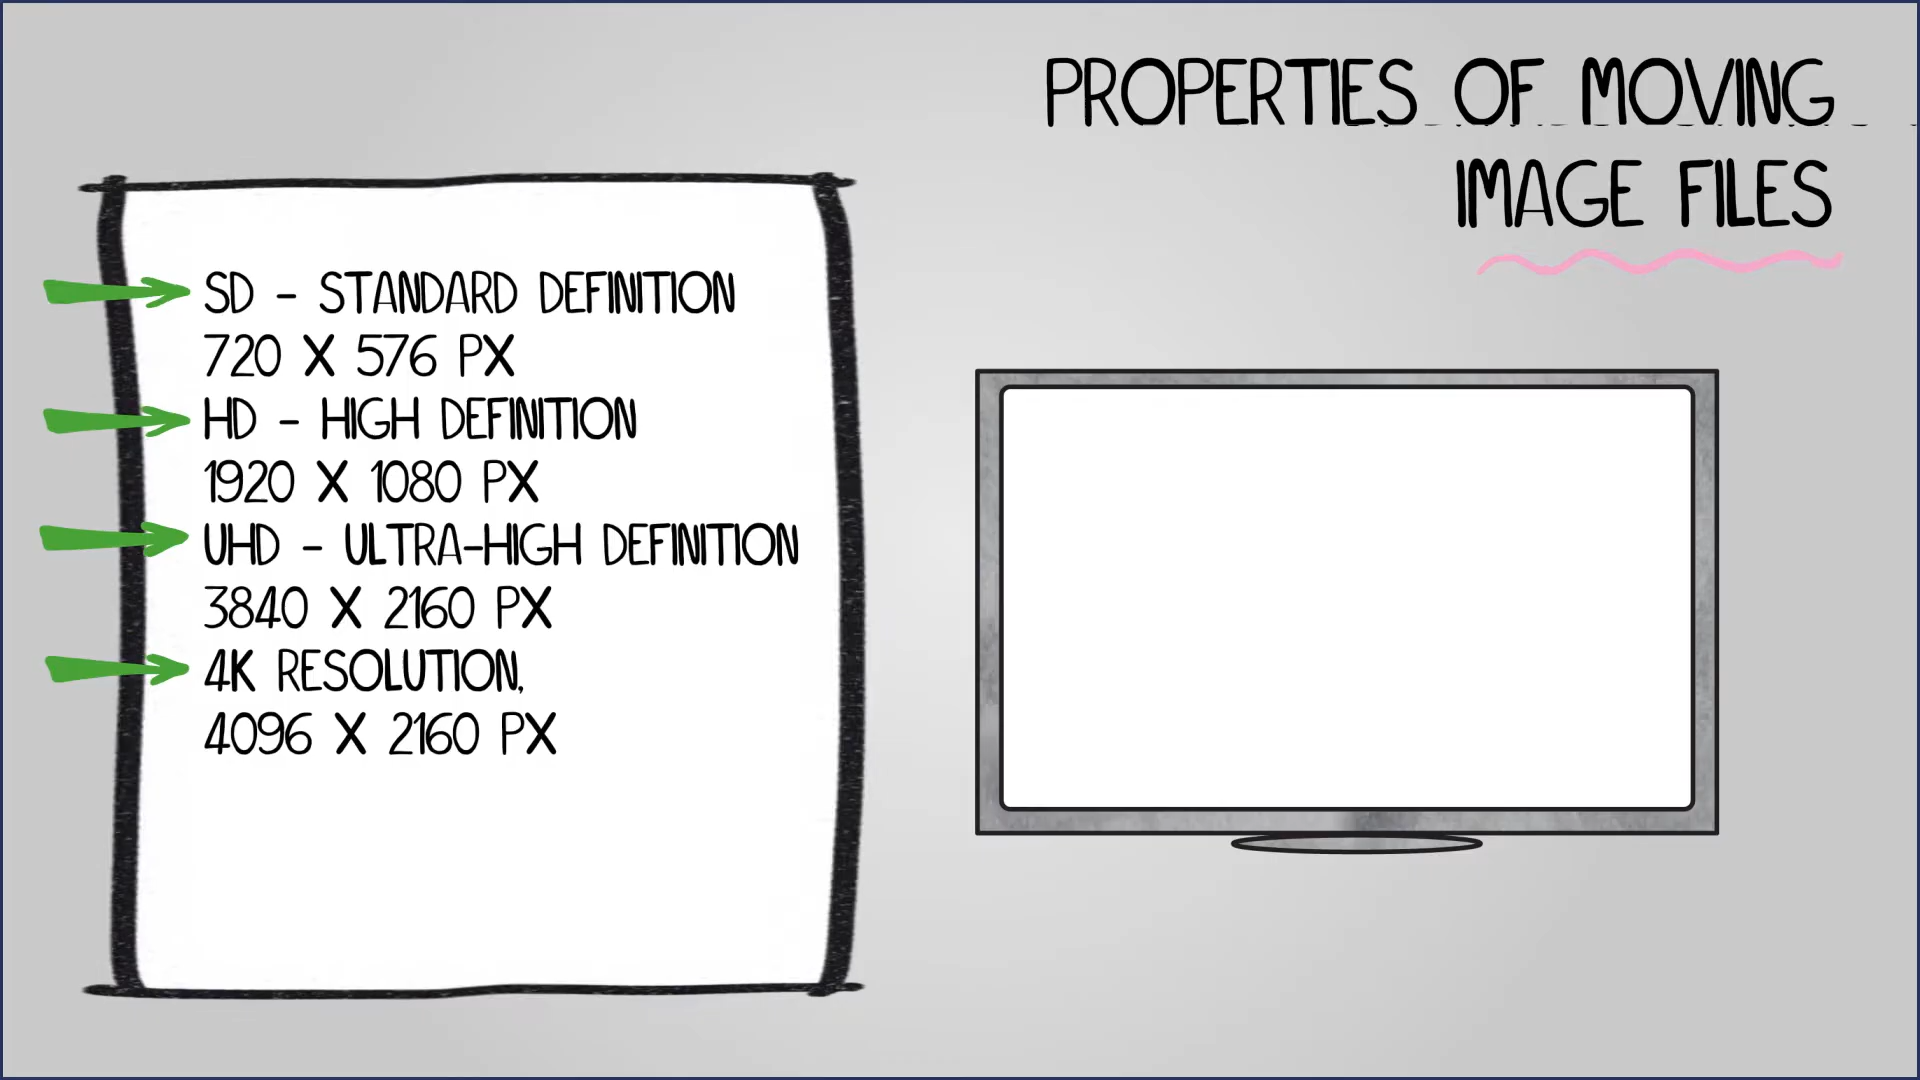 PROPERTIES OF MOVING
IMAGE FILES
SD - STANDARD DEFINITION
720 X 576 PX
HD - HIGH DEFINITION
1920 X 1080 PX
UHD - ULTRA-HIGH DEFINITION
3840 X 2160 PX
4K RESOLUTION,
4096 X 2160 PX